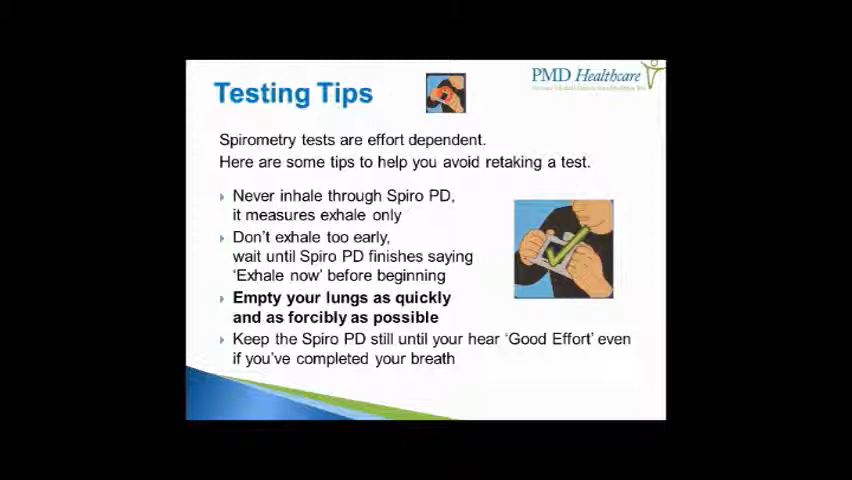 Testing Tips
PMD Healthcare
Spirometry tests are effort dependent.
Here are some tips to help you avoid retaking a test.
Never inhale through Spiro PD,
it measures exhale only
Don't exhale too early,
wait until Spiro PD finishes saying
'Exhale now' before beginning
Empty your lungs as quickly
and as forcibly as possible
Keep the Spiro PD still until your hear 'Good Effort' even
if you've completed your breath